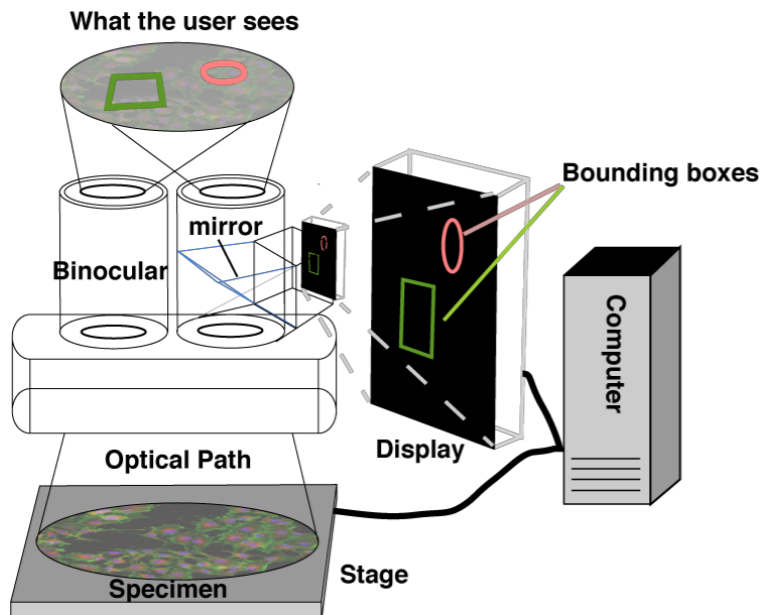 What the user sees
Bounding boxes
mirror
Binocular
Computer
Display
Optical Path
Stage
Specimen